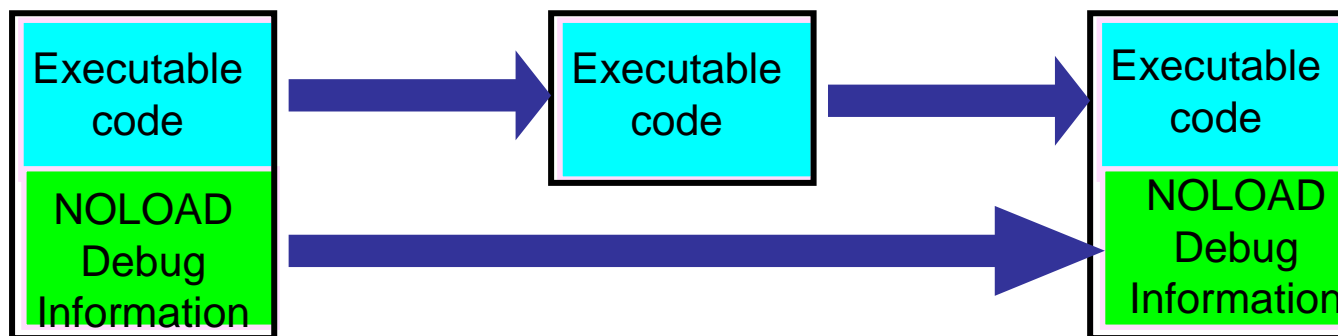 Executable
code
NOLOAD
Debug
Information
Executable
code
Executable
code
NOLOAD
Debug
Information